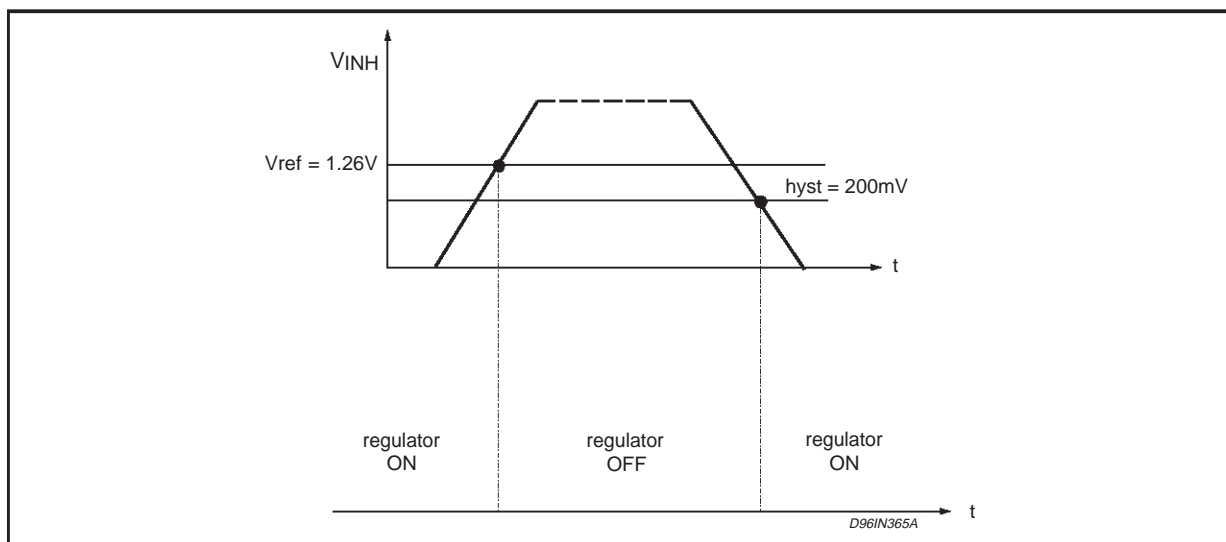 VINH
Vref = 1.26V
hyst = 200mV
t
regulator
ON
regulator
OFF
regulator
ON
t
D96IN365A